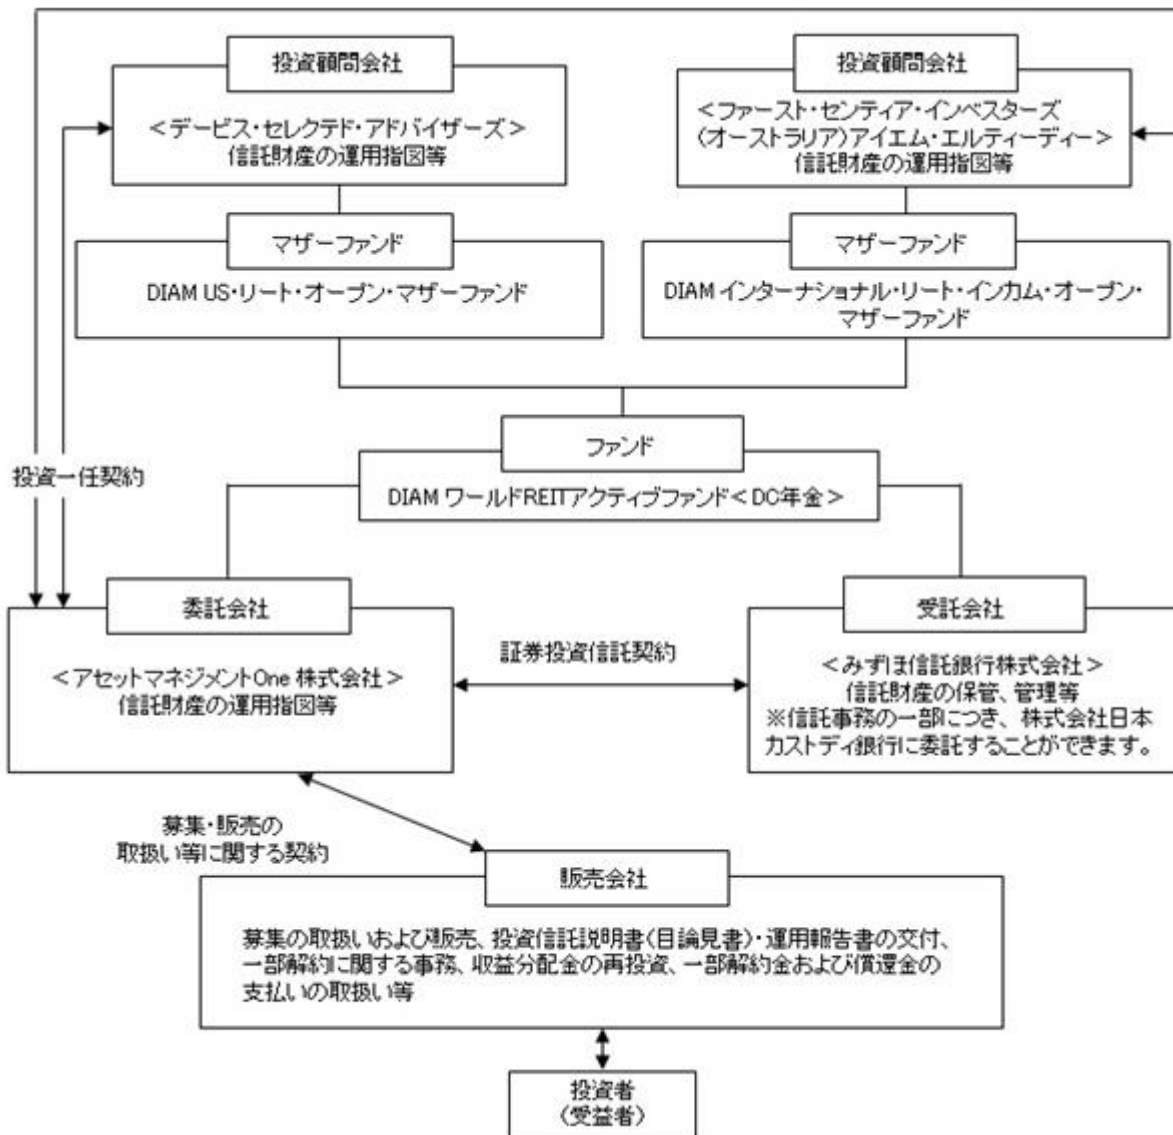 投資顧問会社
＜デービス・セレクテド・アドバイザーズ＞
信託財産の運用指図等
投資顧問会社
＜ファースト・センティア・インベスターズ
（オーストラリア）アイエム・エルティーディー＞
信託財産の運用指図等
マザーファンド
DIAM US・リート・オープン・マザーファンド
マザーファンド
DIAM インターナショナル・リート・インカム・オープン・
マザーファンド
ファンド
DIAM ワールドREITアクティブファンド＜DC年金＞
投資一任契約
委託会社
＜アセットマネジメントOne 株式会社＞
信託財産の運用指図等
証券投資信託契約
受託会社
＜みずほ信託銀行株式会社＞
信託財産の保管、管理等
※信託事務の一部につき、株式会社日本
カストディ銀行に委託することができます。
募集・販売の
取扱い等に関する契約
販売会社
募集の取扱いおよび販売、投資信託説明書（目論見書）・運用報告書の交付、
一部解約に関する事務、収益分配金の再投資、一部解約金および償還金の
支払いの取扱い等
投資者
（受益者）